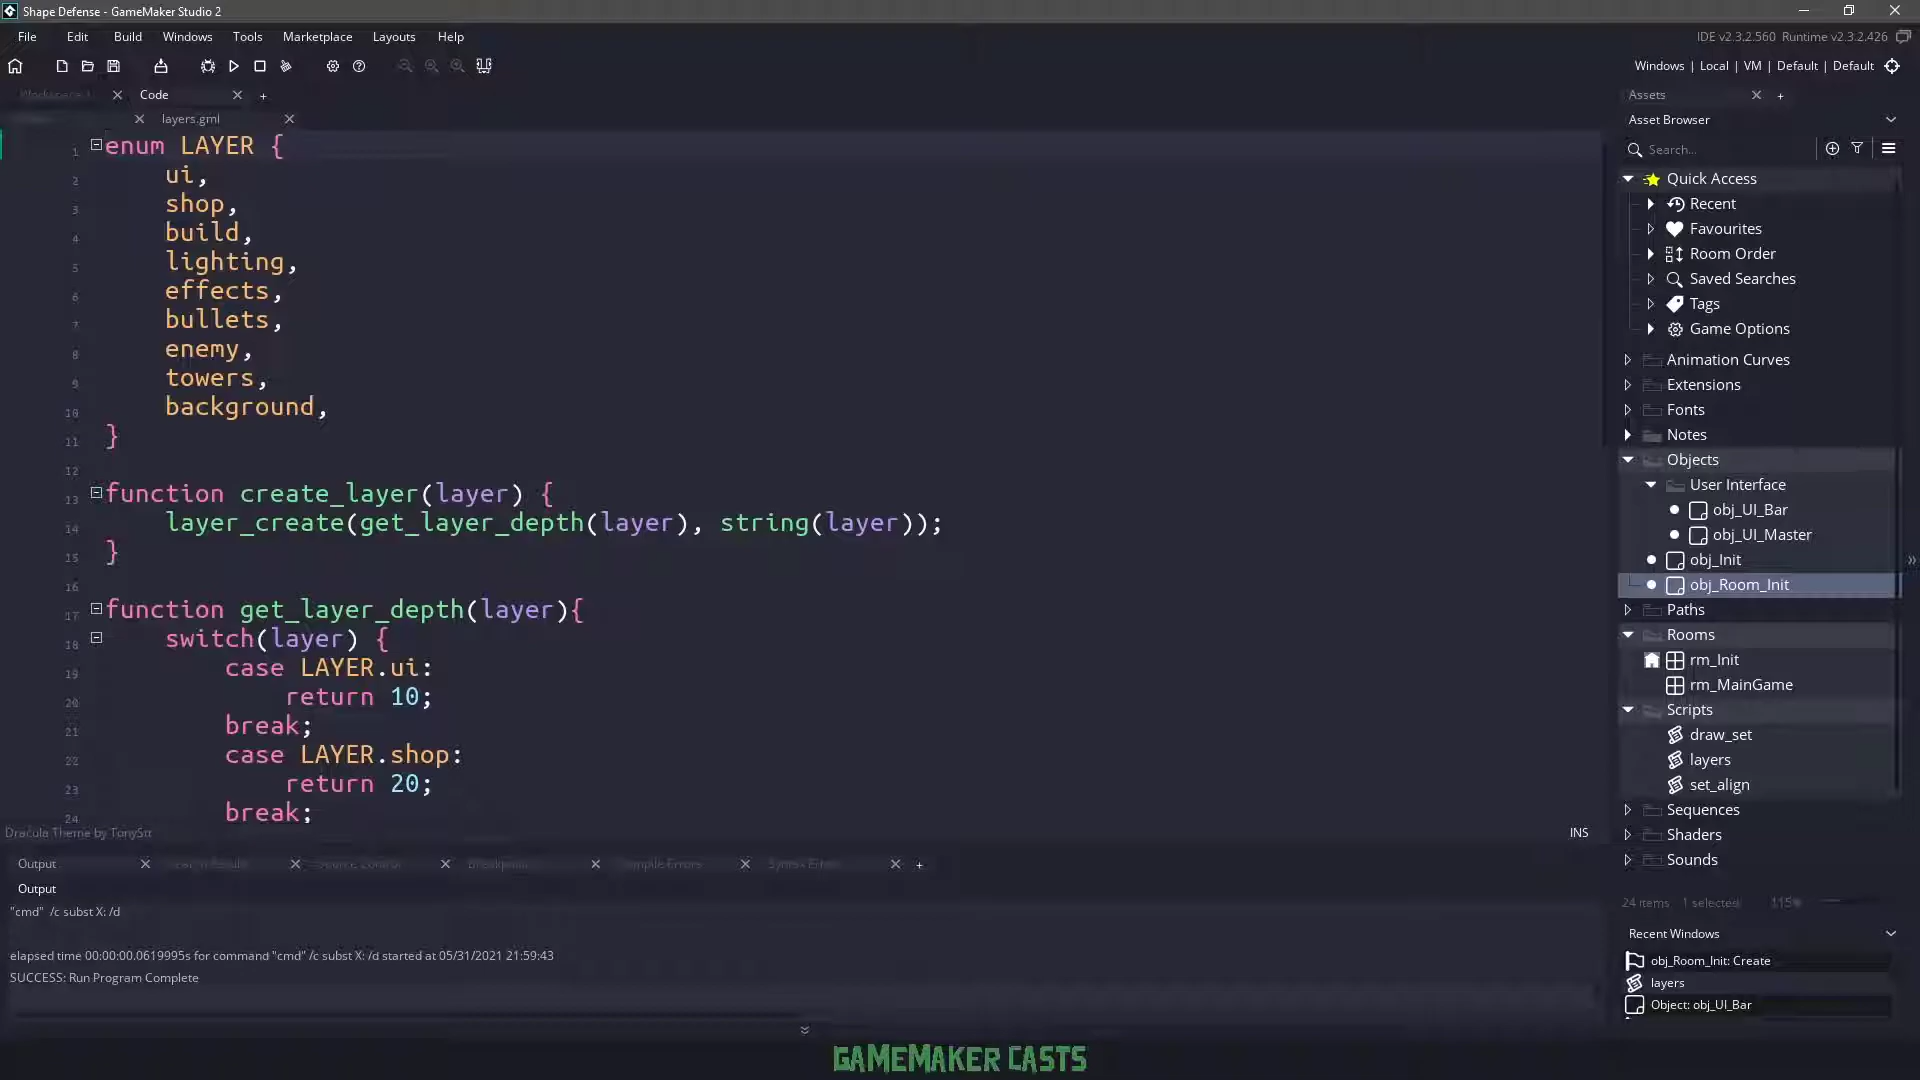 Shape Defense - GameMaker Studio 2
File Edit Build Windows Tools Marketplace Layouts Help
IDE v2.3.2.560 Runtime v2.3.2.426
Windows | Local | VM | Default | Default
Code
layers.gml
1 enum LAYER {
2 ui,
3 shop,
4 build,
5 lighting,
6 effects,
7 bullets,
8 enemy,
9 towers,
10 background,
11 }
12
13 function create_layer(layer) {
14 layer_create(get_layer_depth(layer), string(layer));
15 }
16
17 function get_layer_depth(layer){
18 switch(layer) {
19 case LAYER.ui:
20 return 10;
21 break;
22 case LAYER.shop:
23 return 20;
24 break;
Dracula Theme by TonyStt
INS
Output
Output
"cmd" /c subst X: /d
elapsed time 00:00:00.0619995s for command "cmd" /c subst X: /d started at 05/31/2021 21:59:43
SUCCESS: Run Program Complete
Assets
Asset Browser
Search...
Quick Access
Recent
Favourites
Room Order
Saved Searches
Tags
Game Options
Animation Curves
Extensions
Fonts
Notes
Objects
User Interface
obj_UI_Bar
obj_UI_Master
obj_Init
obj_Room_Init
Paths
Rooms
rm_Init
rm_MainGame
Scripts
draw_set
layers
set_align
Sequences
Shaders
Sounds
24 items 1 selected 115%
Recent Windows
obj_Room_Init: Create
layers
Object: obj_UI_Bar
GAMEMAKER CASTS